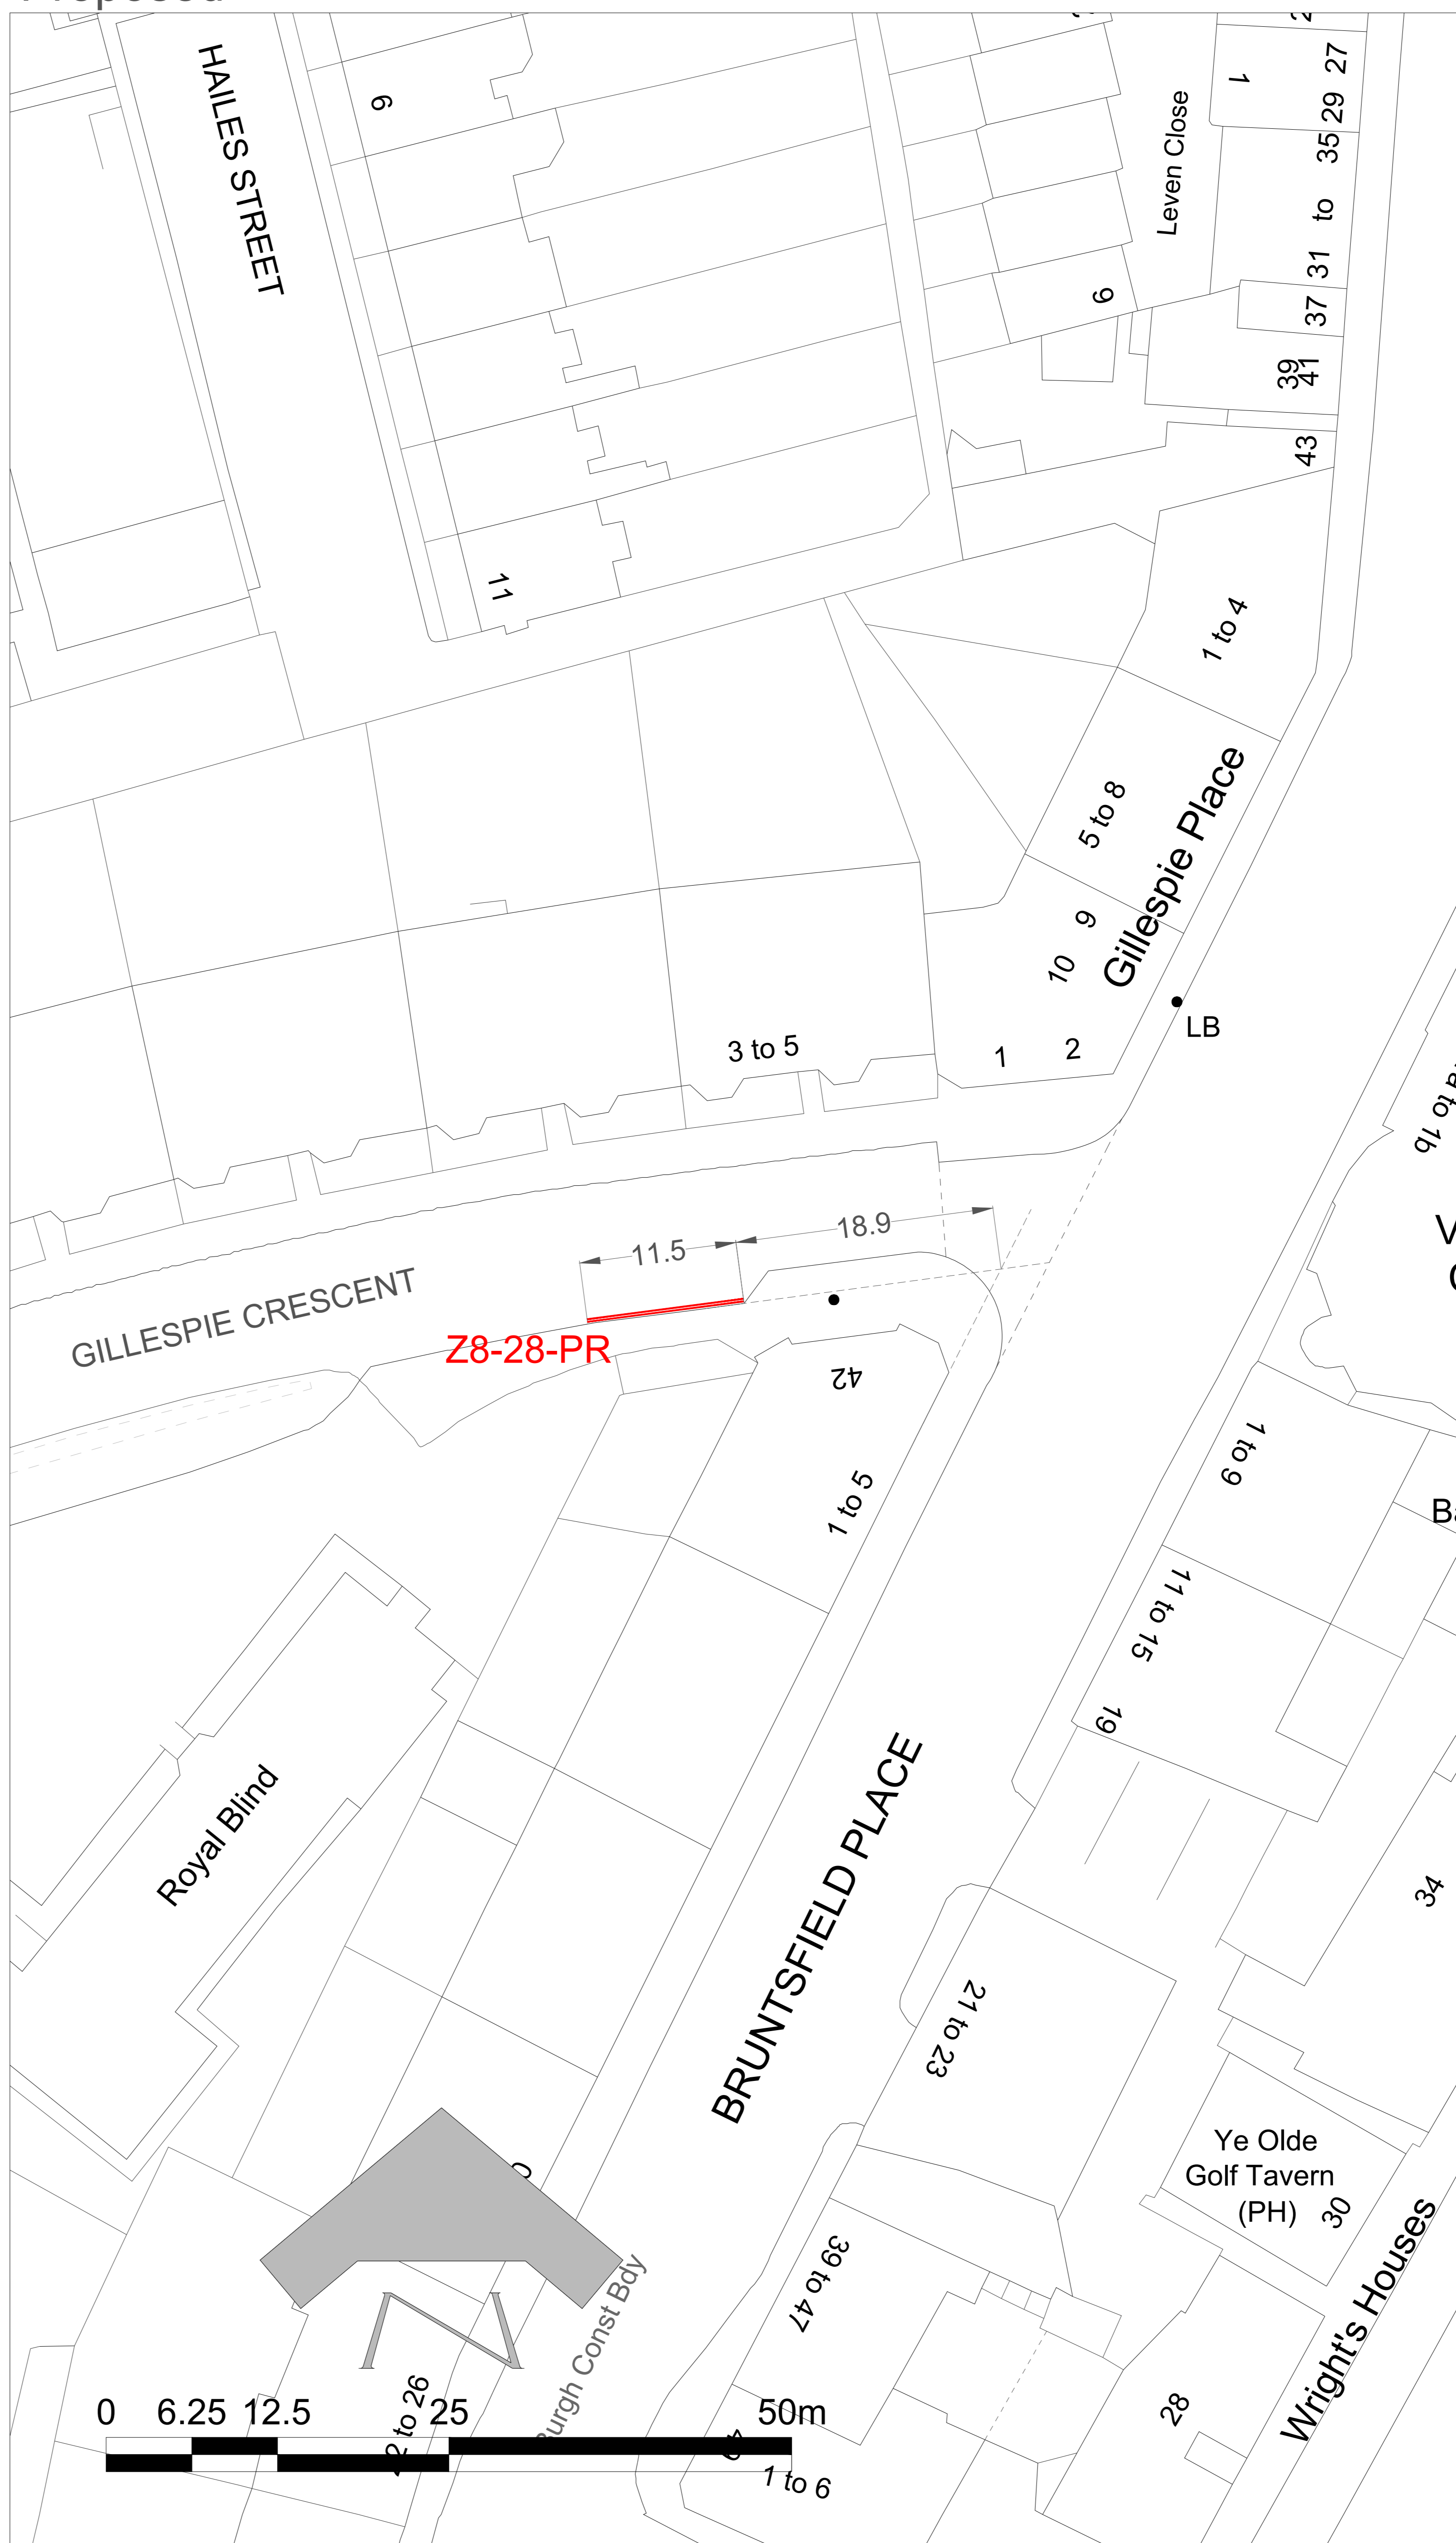 HAILES STREET
6
11
Leven Close
1
27
29
31 to 35
37
39
41
43
9
1 to 4
5 to 8
9
10
Gillespie Place
LB
3 to 5
1
2
11.5
18.9
GILLESPIE CRESCENT
Z8-28-PR
42
1 to 5
1 to 9
11 to 15
19
Royal Blind
BRUNTSFIELD PLACE
34
21 to 23
Ye Olde
Golf Tavern
(PH)
30
39 to 47
Wright's Houses
28
Const Bdy
to 26
0 6.25 12.5 25 50m
1 to 6